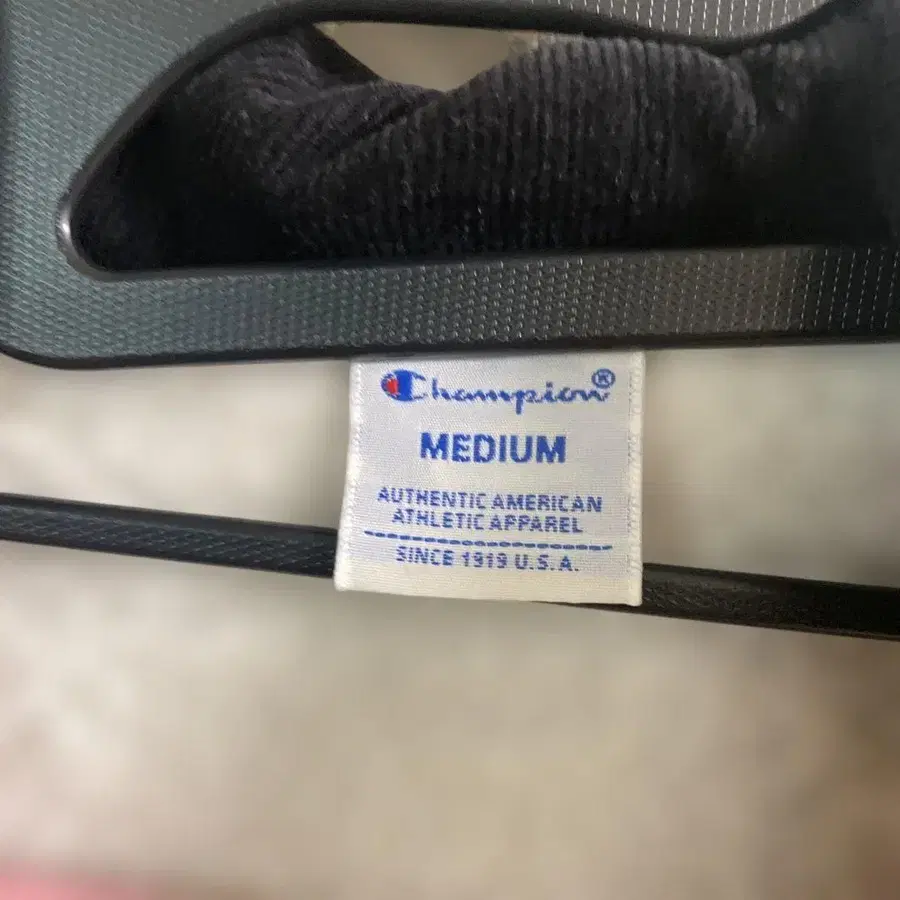 Champion®
MEDIUM
AUTHENTIC AMERICAN
ATHLETIC APPAREL
SINCE 1919 U.S.A.